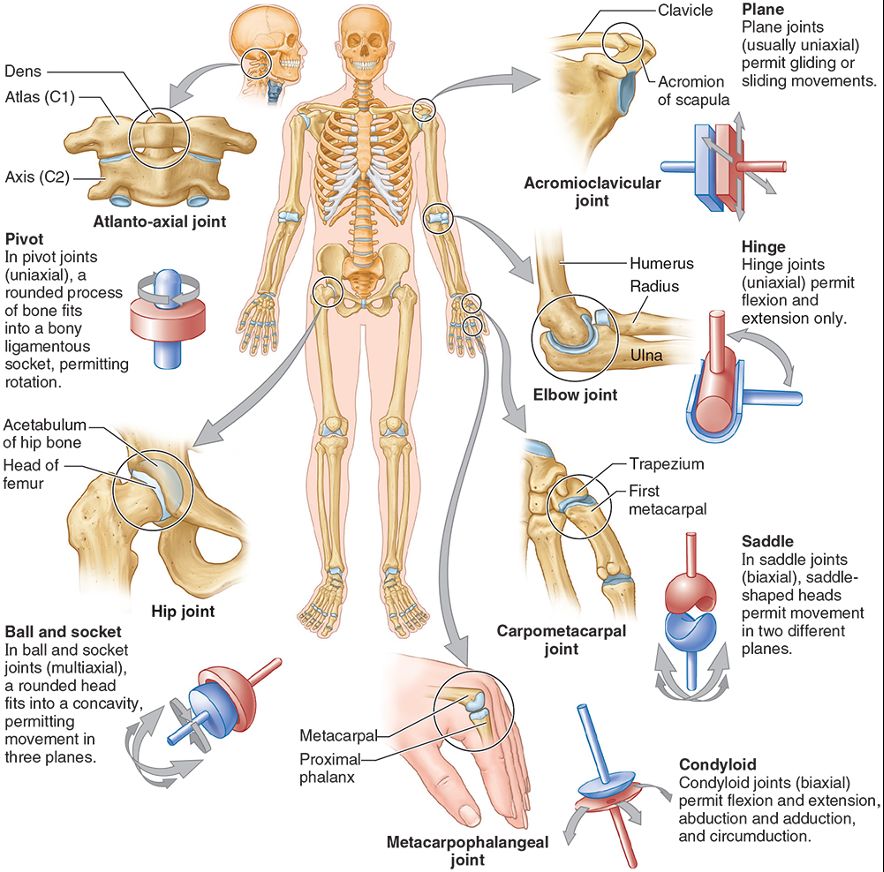 Dens
Atlas (C1)
Axis (C2)
Atlanto-axial joint
Pivot
In pivot joints
(uniaxial), a
rounded process
of bone fits
into a bony
ligamentous
socket, permitting
rotation.
Acetabulum
of hip bone
Head of
femur
Hip joint
Ball and socket
In ball and socket
joints (multiaxial),
a rounded head
fits into a concavity,
permitting
movement in
three planes.
Clavicle
Acromion
of scapula
Acromioclavicular
joint
Plane
Plane joints
(usually uniaxial)
permit gliding or
sliding movements.
Humerus
Radius
Ulna
Elbow joint
Hinge
Hinge joints
(uniaxial) permit
flexion and
extension only.
Trapezium
First
metacarpal
Carpometacarpal
joint
Saddle
In saddle joints
(biaxial), saddle-
shaped heads
permit movement
in two different
planes.
Metacarpal
Proximal
phalanx
Metacarpophalangeal
joint
Condyloid
Condyloid joints (biaxial)
permit flexion and extension,
abduction and adduction,
and circumduction.